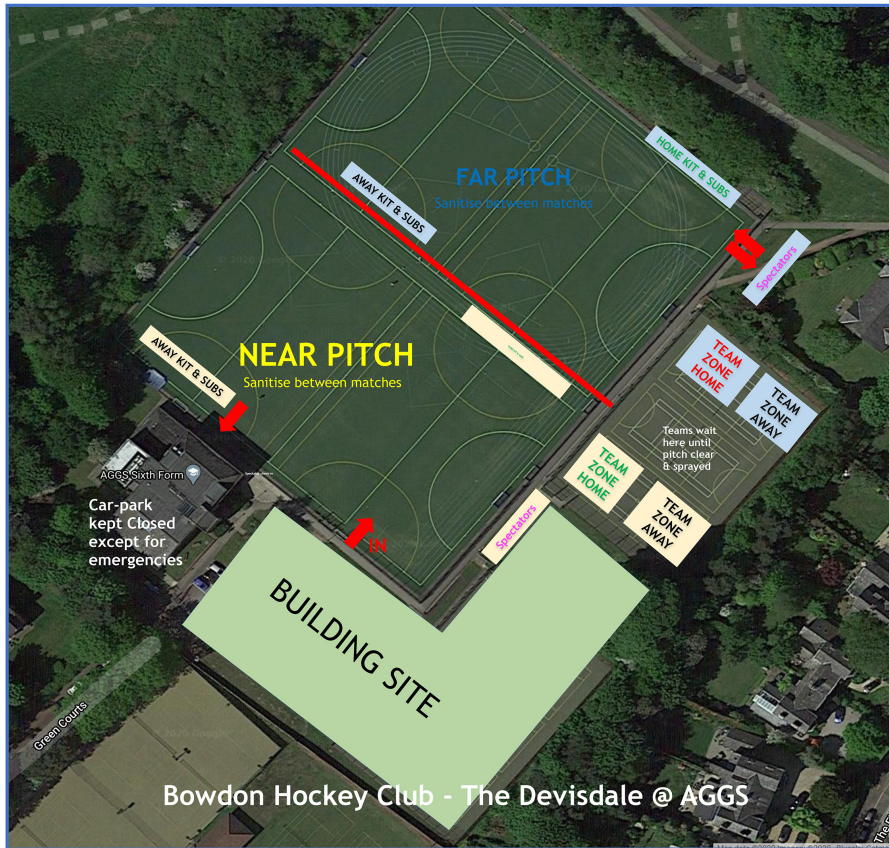 HOME KIT & SUBS
FAR PITCH
Sanitise between matches
AWAY KIT & SUBS
Spectators
NEAR PITCH
Sanitise between matches
AWAY KIT & SUBS
TEAM
ZONE
HOME
TEAM
ZONE
AWAY
Teams wait
here until
pitch clear
& sprayed
TEAM
ZONE
HOME
TEAM
ZONE
AWAY
Spectators
AGGS Sixth Form
Car-park
kept Closed
except for
emergencies
IN
BUILDING SITE
Green Courts
Bowdon Hockey Club - The Devisdale @ AGGS